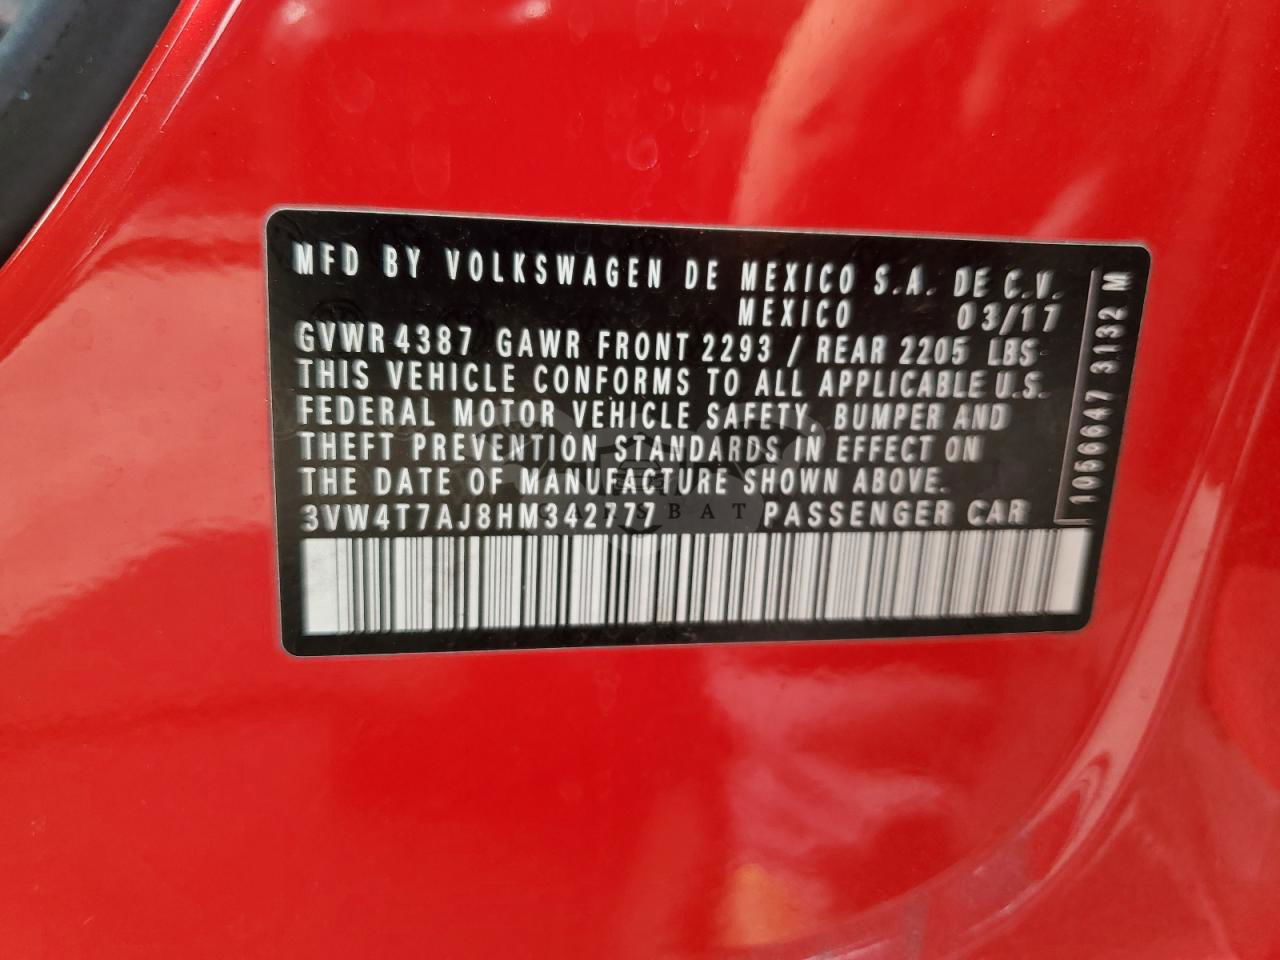 MFD BY VOLKSWAGEN DE MEXICO S.A. DE C.V.
MEXICO 03/17
GVWR 4387 GAWR FRONT 2293 / REAR 2205 LBS
THIS VEHICLE CONFORMS TO ALL APPLICABLE U.S.
FEDERAL MOTOR VEHICLE SAFETY, BUMPER AND
THEFT PREVENTION STANDARDS IN EFFECT ON
THE DATE OF MANUFACTURE SHOWN ABOVE.
3VW4T7AJ8HM342777 PASSENGER CAR
1056647 3132 M
CARSBAT